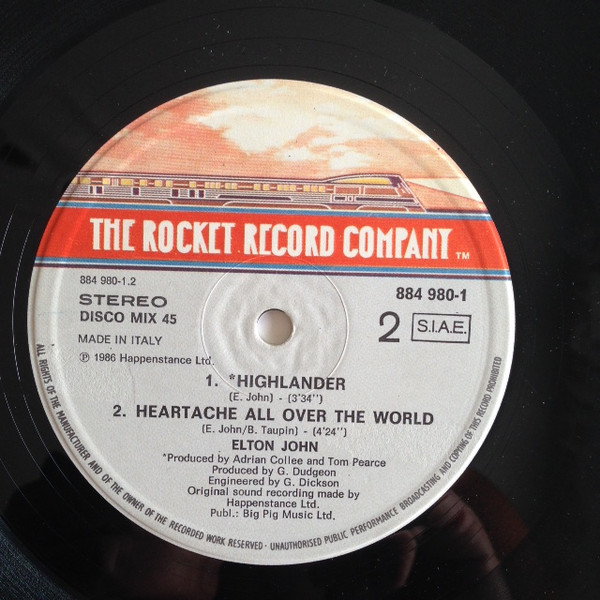 THE ROCKET RECORD COMPANY TM
884 980-1.2
STEREO
DISCO MIX 45
MADE IN ITALY
℗ 1986 Happenstance Ltd.
884 980-1
2 S.I.A.E.
1. *HIGHLANDER
(E. John) - (3'34'')
2. HEARTACHE ALL OVER THE WORLD
(E. John/B. Taupin) - (4'24'')
ELTON JOHN
*Produced by Adrian Collee and Tom Pearce
Produced by G. Dudgeon
Engineered by G. Dickson
Original sound recording made by
Happenstance Ltd.
Publ.: Big Pig Music Ltd.
ALL RIGHTS OF THE MANUFACTURER AND OF THE OWNER OF THE RECORDED WORK RESERVED · UNAUTHORISED PUBLIC PERFORMANCE BROADCASTING AND COPYING OF THIS RECORD PROHIBITED